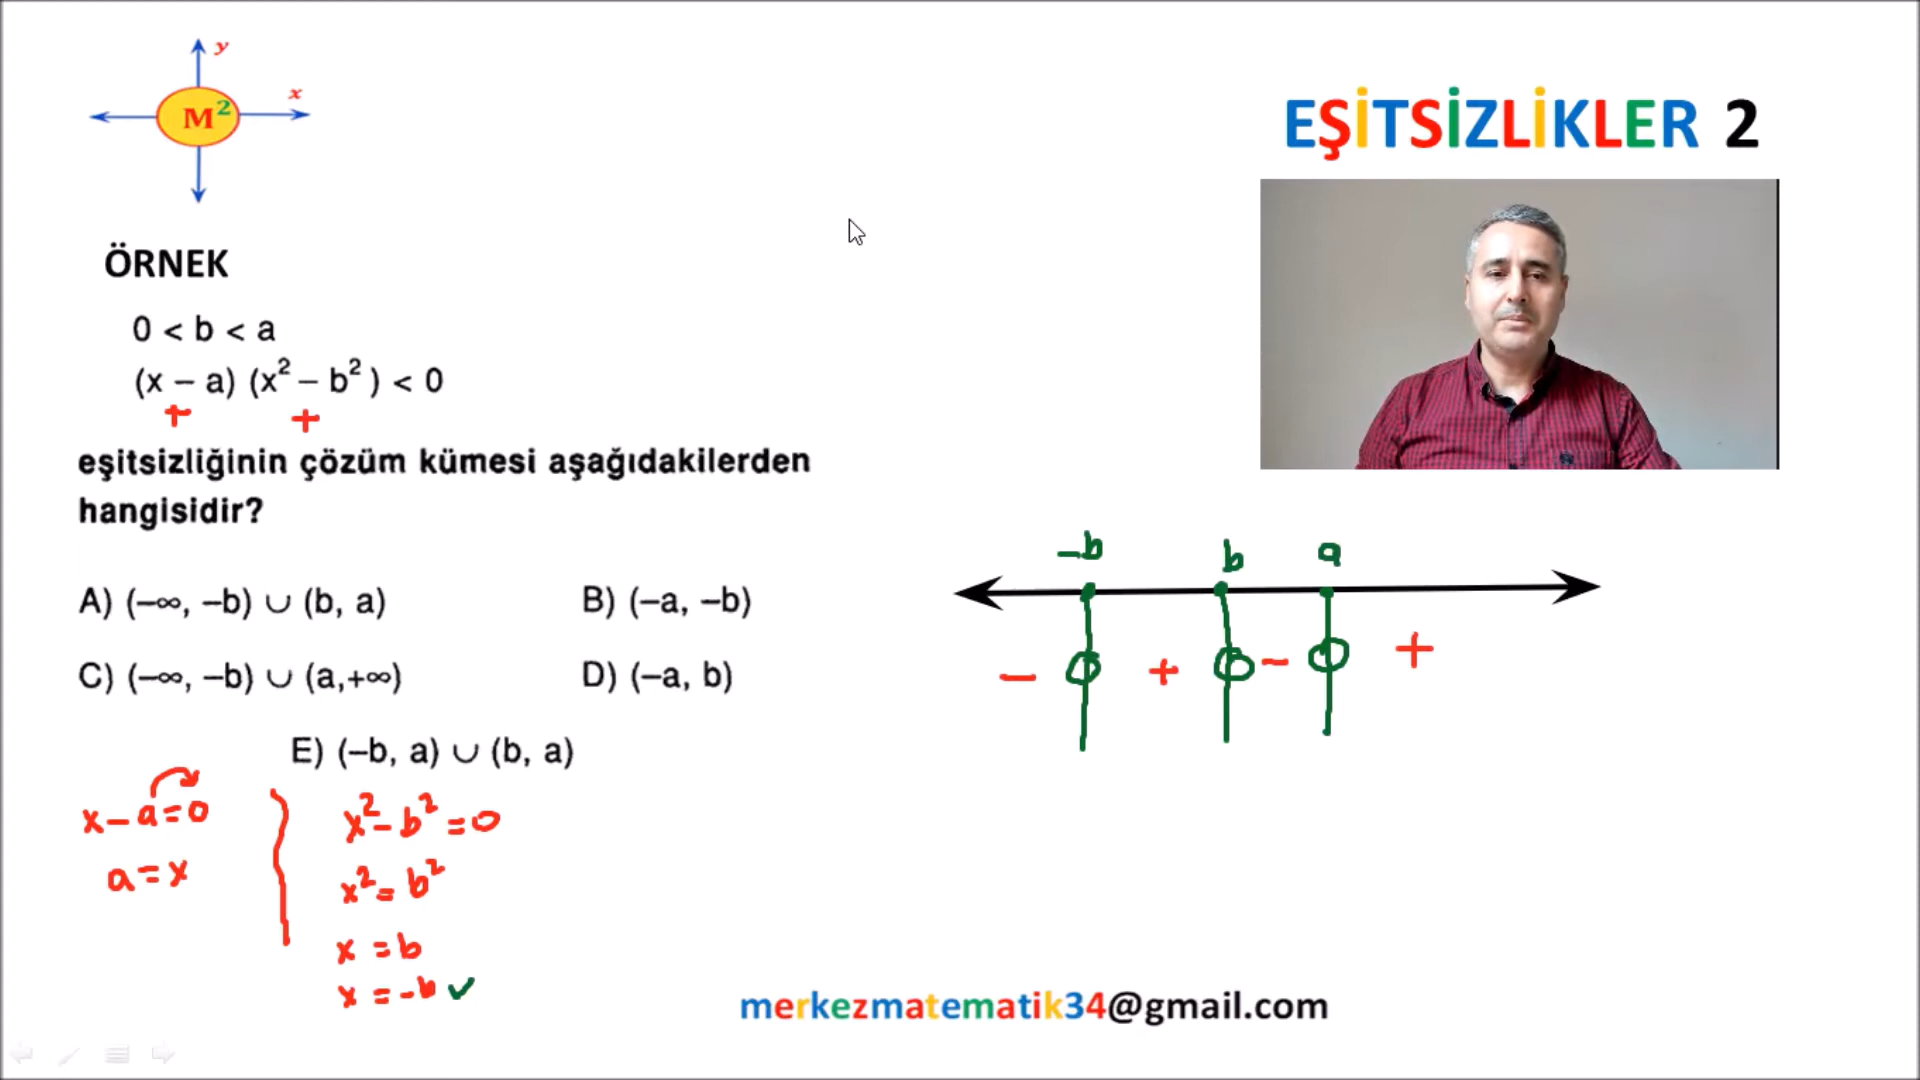 y
x
M²
EŞİTSİZLİKLER 2
ÖRNEK
0 < b < a
(x – a) (x² – b²) < 0
+ +
eşitsizliğinin çözüm kümesi aşağıdakilerden
hangisidir?
A) (–∞, –b) ∪ (b, a)
B) (–a, –b)
C) (–∞, –b) ∪ (a,+∞)
D) (–a, b)
E) (–b, a) ∪ (b, a)
-b b a
- + - +
x-a=0
a=x
x²-b²=0
x²=b²
x=b
x=-b ✓
merkezmatematik34@gmail.com